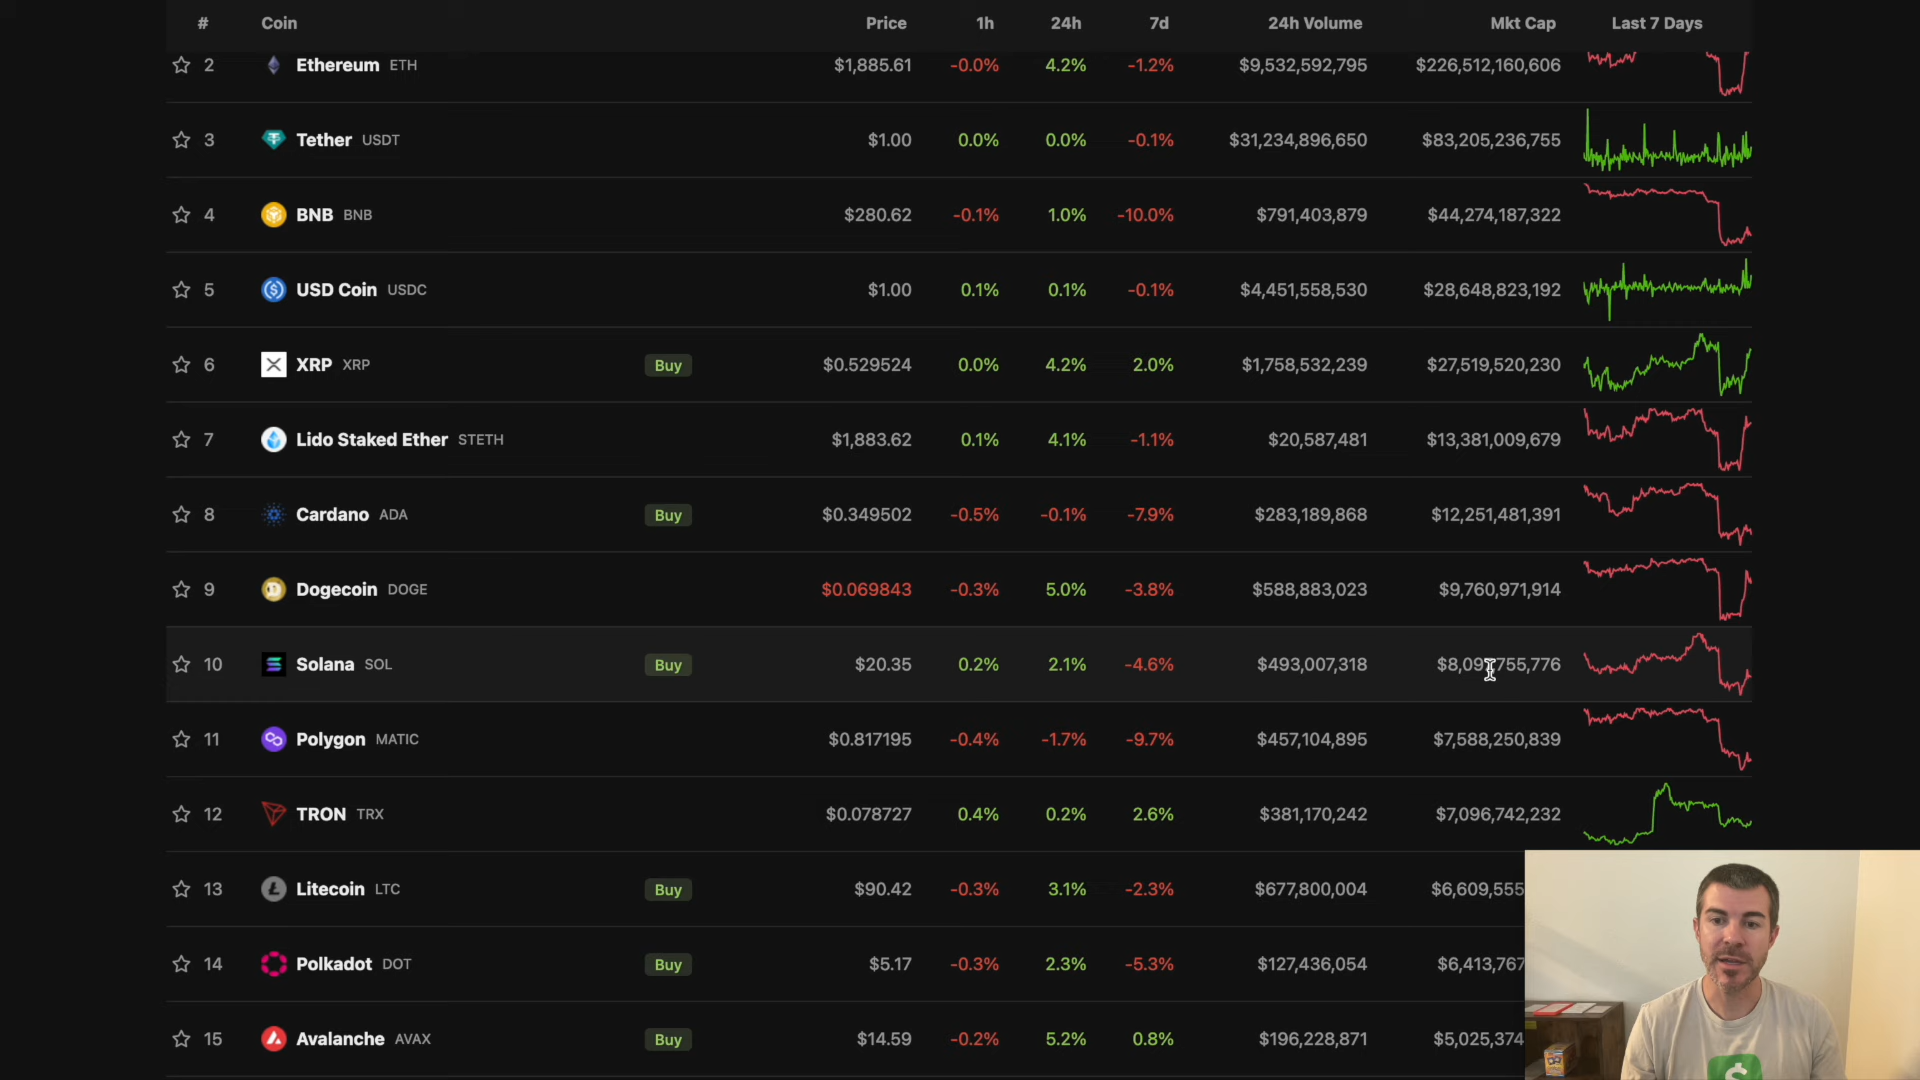 # Coin Price 1h 24h 7d 24h Volume Mkt Cap Last 7 Days
2 Ethereum ETH $1,885.61 -0.0% 4.2% -1.2% $9,532,592,795 $226,512,160,606
3 Tether USDT $1.00 0.0% 0.0% -0.1% $31,234,896,650 $83,205,236,755
4 BNB BNB $280.62 -0.1% 1.0% -10.0% $791,403,879 $44,274,187,322
5 USD Coin USDC $1.00 0.1% 0.1% -0.1% $4,451,558,530 $28,648,823,192
6 XRP XRP Buy $0.529524 0.0% 4.2% 2.0% $1,758,532,239 $27,519,520,230
7 Lido Staked Ether STETH $1,883.62 0.1% 4.1% -1.1% $20,587,481 $13,381,009,679
8 Cardano ADA Buy $0.349502 -0.5% -0.1% -7.9% $283,189,868 $12,251,481,391
9 Dogecoin DOGE $0.069843 -0.3% 5.0% -3.8% $588,883,023 $9,760,971,914
10 Solana SOL Buy $20.35 0.2% 2.1% -4.6% $493,007,318
11 Polygon MATIC $0.817195 -0.4% -1.7% -9.7% $457,104,895 $7,588,250,839
12 TRON TRX $0.078727 0.4% 0.2% 2.6% $381,170,242 $7,096,742,232
13 Litecoin LTC Buy $90.42 -0.3% 3.1% -2.3% $677,800,004 $6,609,555
14 Polkadot DOT Buy $5.17 -0.3% 2.3% -5.3% $127,436,054 $6,413,767
15 Avalanche AVAX Buy $14.59 -0.2% 5.2% 0.8% $196,228,871 $5,025,374